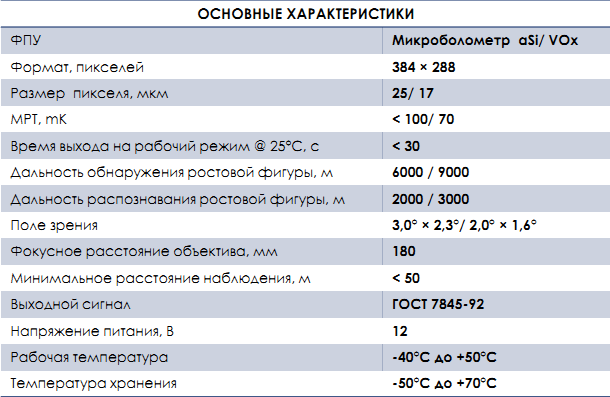 ОСНОВНЫЕ ХАРАКТЕРИСТИКИ
ФПУ Микроболометр aSi/ VOx
Формат, пикселей 384 × 288
Размер пикселя, мкм 25/ 17
МРТ, mK < 100/ 70
Время выхода на рабочий режим @ 25°C, с < 30
Дальность обнаружения ростовой фигуры, м 6000 / 9000
Дальность распознавания ростовой фигуры, м 2000 / 3000
Поле зрения 3,0° × 2,3°/ 2,0° × 1,6°
Фокусное расстояние объектива, мм 180
Минимальное расстояние наблюдения, м < 50
Выходной сигнал ГОСТ 7845-92
Напряжение питания, В 12
Рабочая температура -40°C до +50°C
Температура хранения -50°C до +70°C